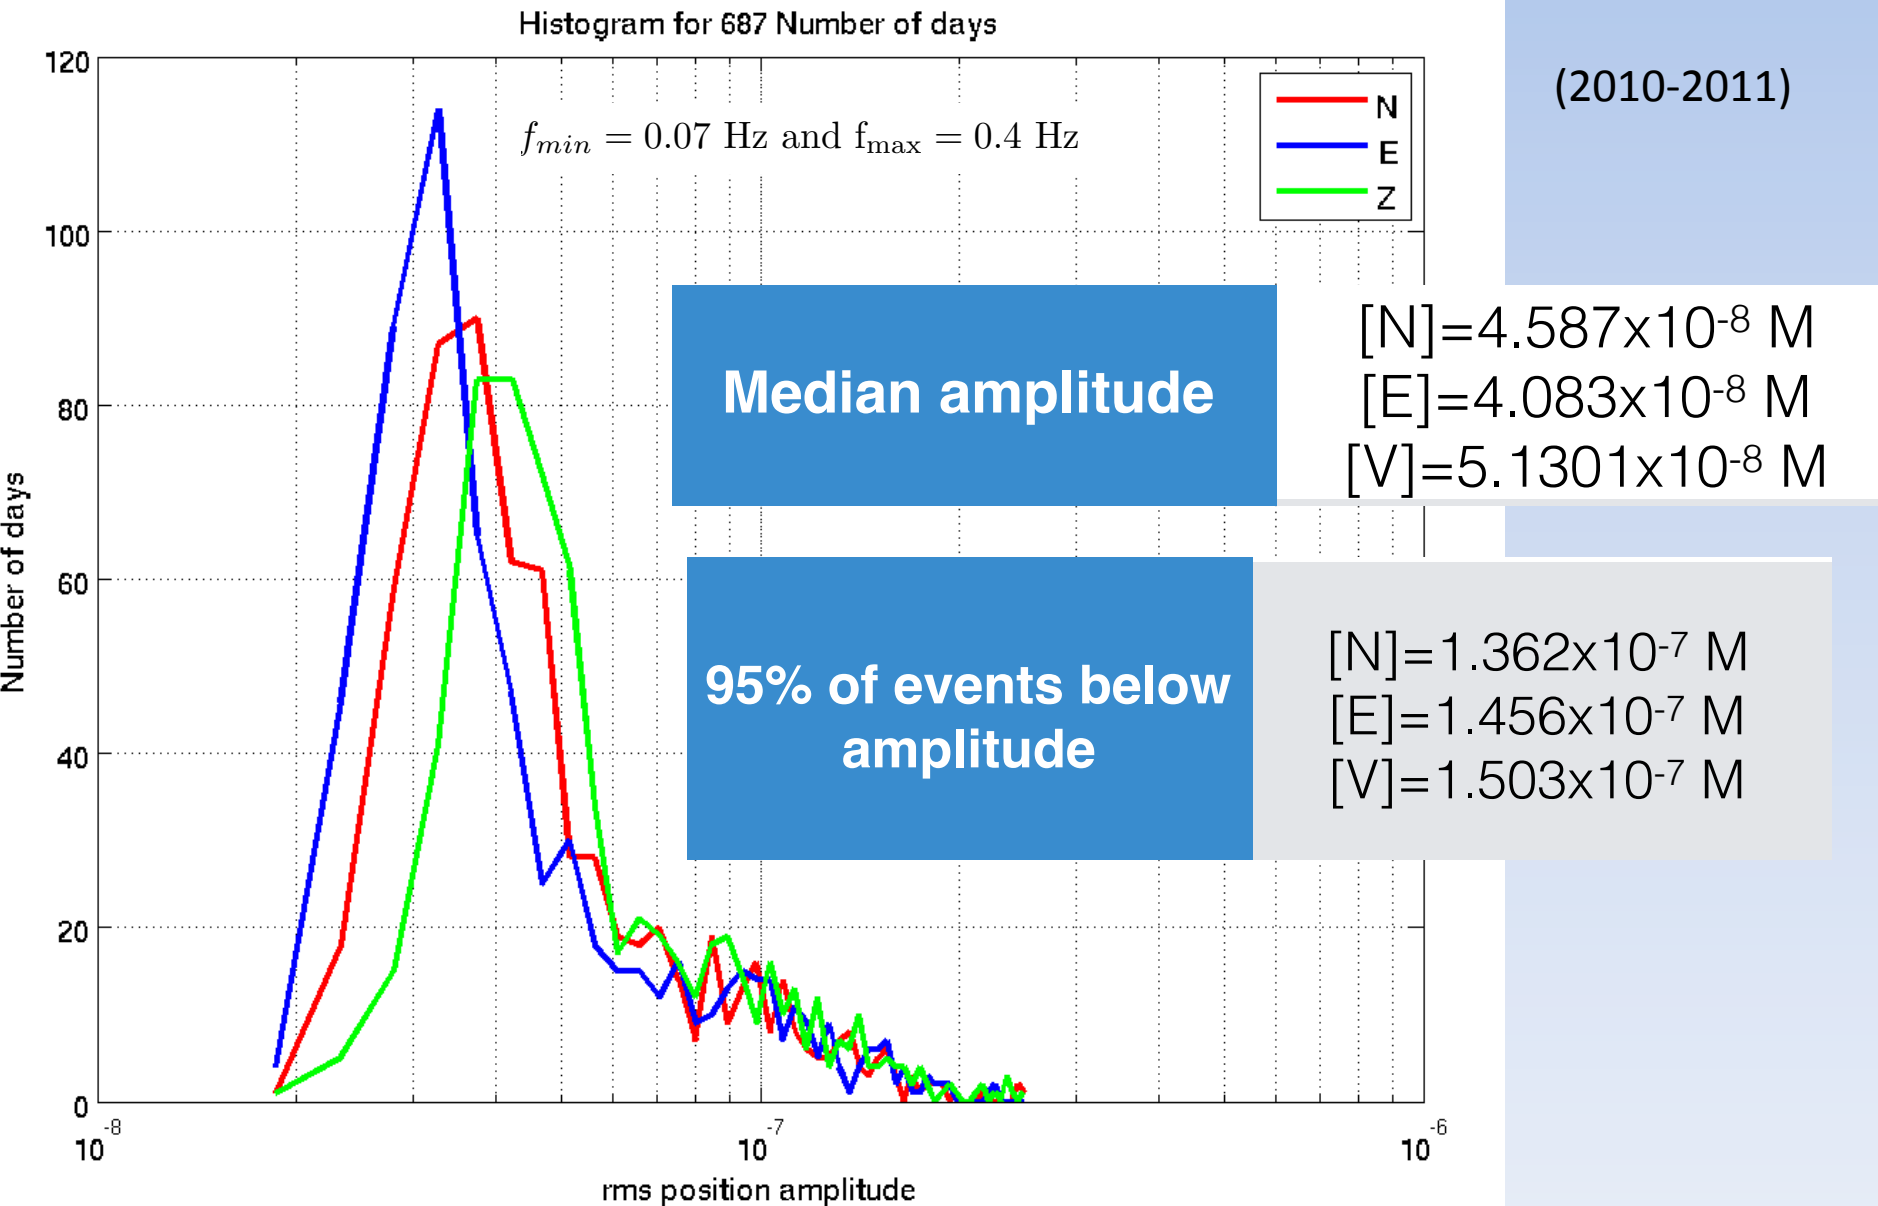 Histogram for 687 Number of days
(2010-2011)
f_min = 0.07 Hz and f_max = 0.4 Hz
N
E
Z
120
100
80
60
40
20
0
Number of days
Median amplitude
[N]=4.587x10⁻⁸ M
[E]=4.083x10⁻⁸ M
[V]=5.1301x10⁻⁸ M
95% of events below
amplitude
[N]=1.362x10⁻⁷ M
[E]=1.456x10⁻⁷ M
[V]=1.503x10⁻⁷ M
10⁻⁸
10⁻⁷
10⁻⁶
rms position amplitude